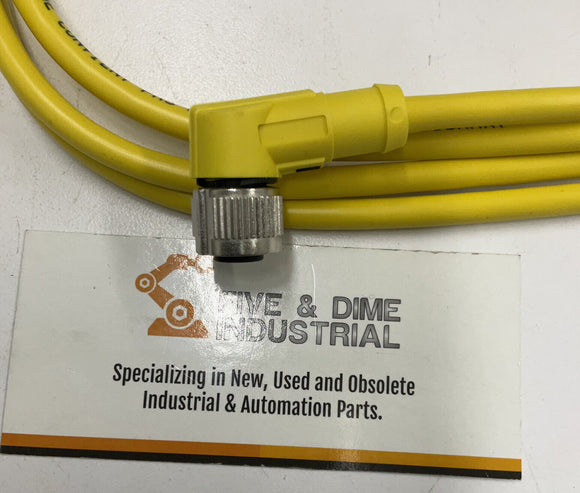 FIVE & DIME
INDUSTRIAL
Specializing in New, Used and Obsolete
Industrial & Automation Parts.